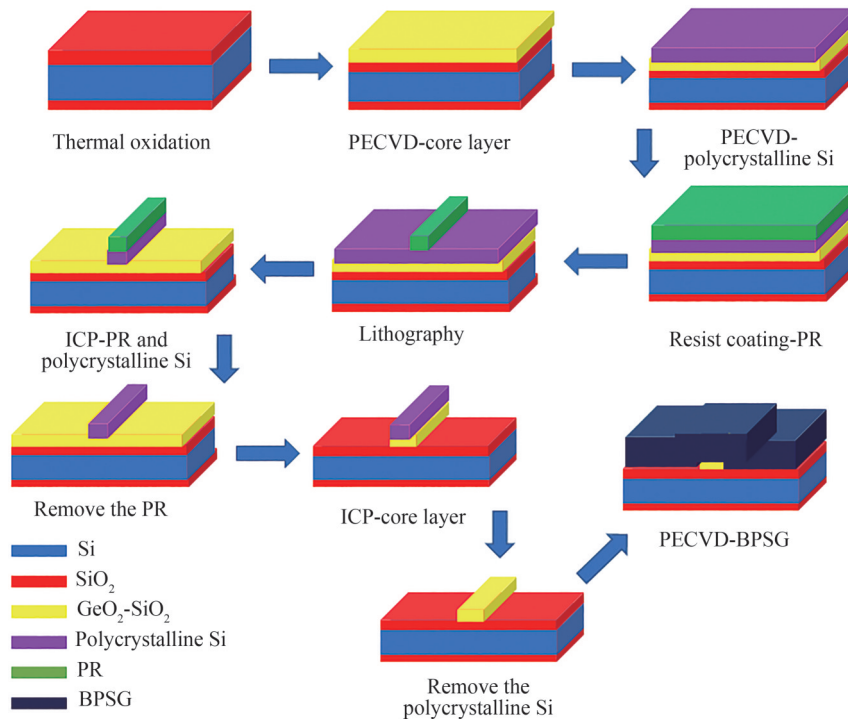 Thermal oxidation
PECVD-core layer
PECVD-
polycrystalline Si
ICP-PR and
polycrystalline Si
Lithography
Resist coating-PR
Remove the PR
ICP-core layer
PECVD-BPSG
Remove the
polycrystalline Si
Si
SiO₂
GeO₂-SiO₂
Polycrystalline Si
PR
BPSG